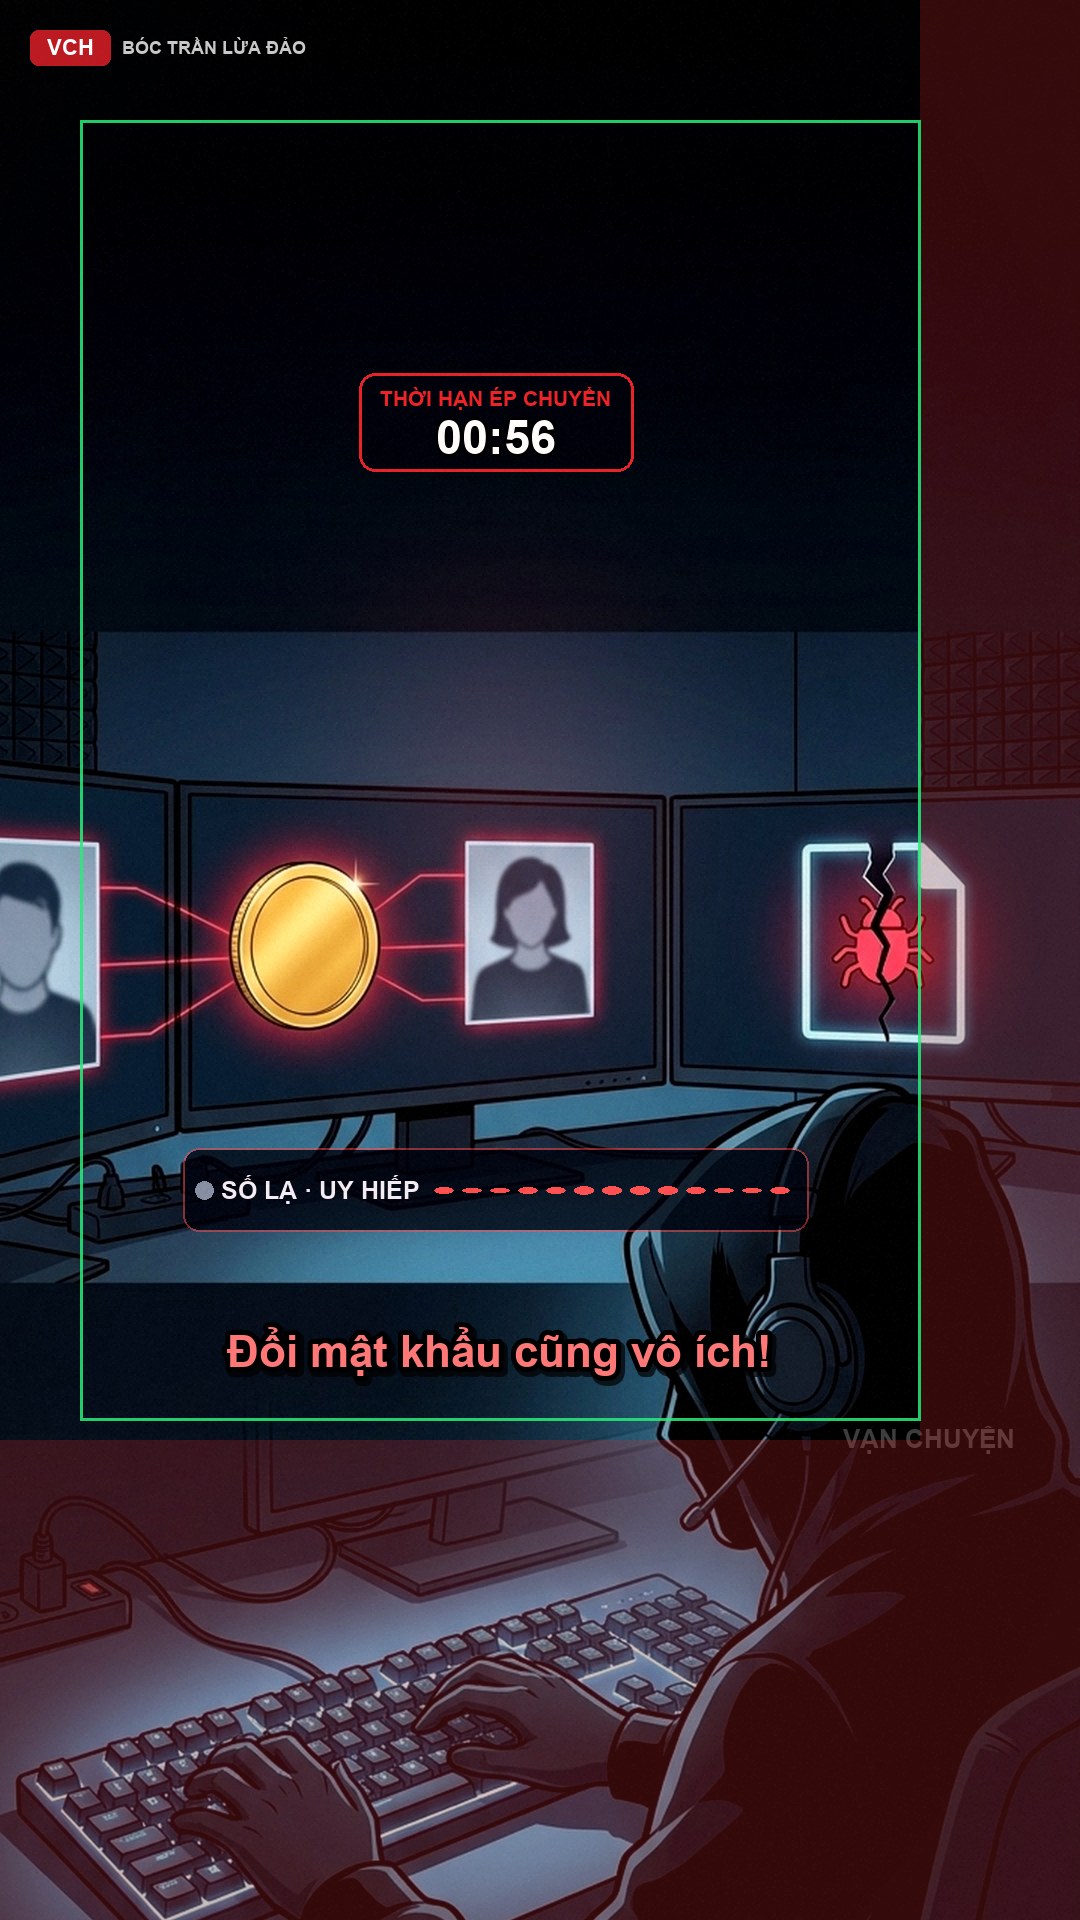 VCH BÓC TRẦN LỪA ĐẢO
THỜI HẠN ÉP CHUYỂN
00:56
SỐ LẠ · UY HIẾP
Đổi mật khẩu cũng vô ích!
VẠN CHUYỆN